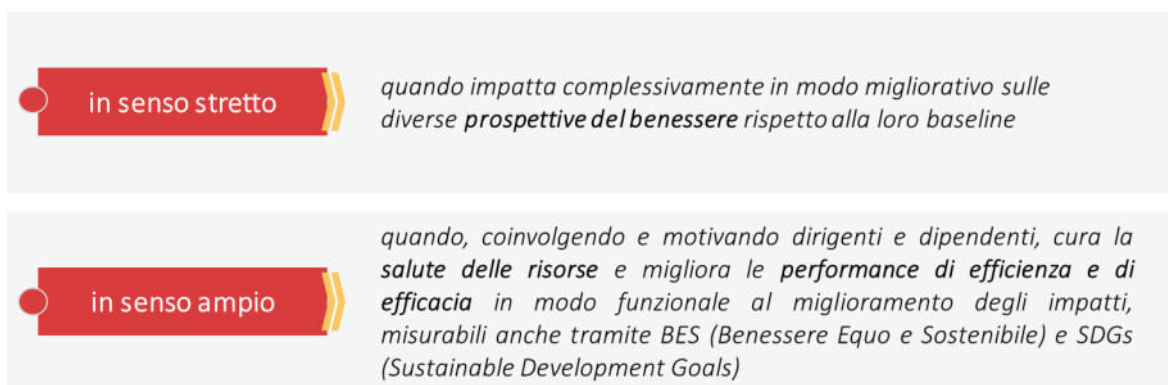 in senso stretto
quando impatta complessivamente in modo migliorativo sulle
diverse prospettive del benessere rispetto alla loro baseline
in senso ampio
quando, coinvolgendo e motivando dirigenti e dipendenti, cura la
salute delle risorse e migliora le performance di efficienza e di
efficacia in modo funzionale al miglioramento degli impatti,
misurabili anche tramite BES (Benessere Equo e Sostenibile) e SDGs
(Sustainable Development Goals)